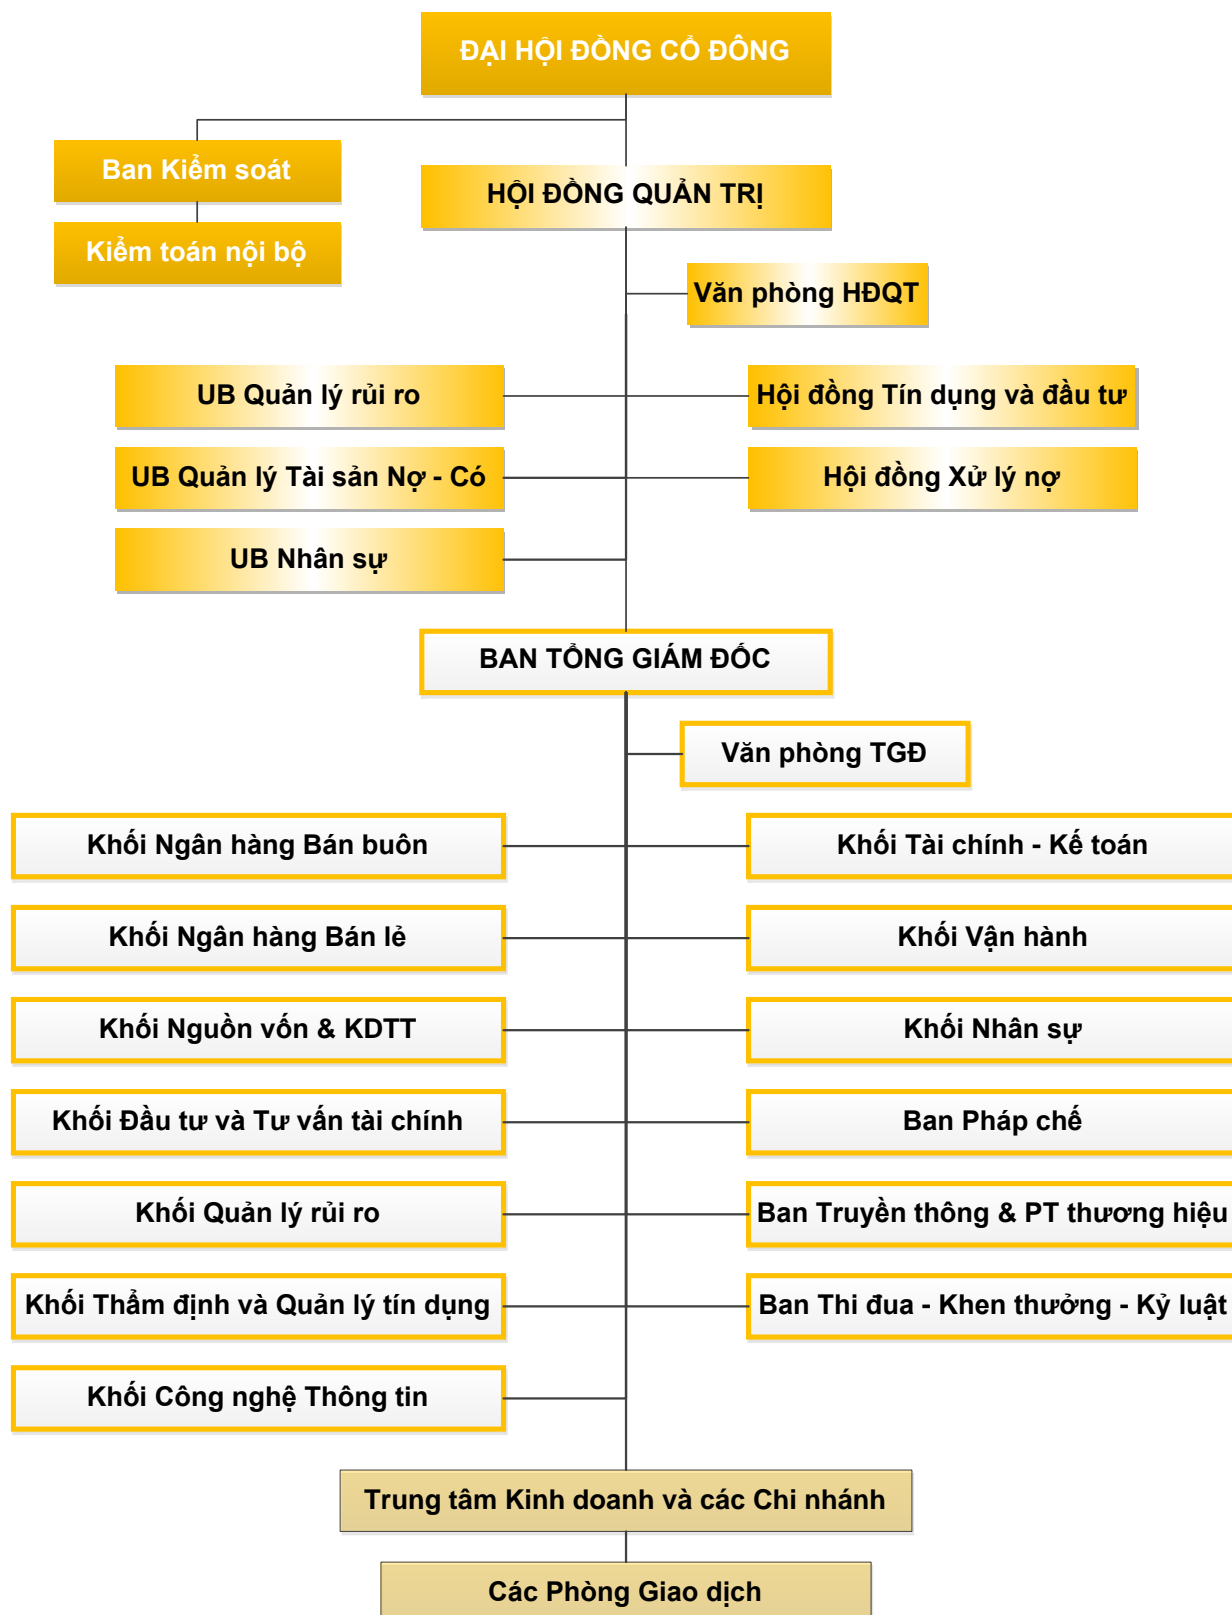 ĐẠI HỘI ĐỒNG CỔ ĐÔNG
Ban Kiểm soát
HỘI ĐỒNG QUẢN TRỊ
Kiểm toán nội bộ
Văn phòng HĐQT
UB Quản lý rủi ro
Hội đồng Tín dụng và đầu tư
UB Quản lý Tài sản Nợ - Có
Hội đồng Xử lý nợ
UB Nhân sự
BAN TỔNG GIÁM ĐỐC
Văn phòng TGĐ
Khối Ngân hàng Bán buôn
Khối Tài chính - Kế toán
Khối Ngân hàng Bán lẻ
Khối Vận hành
Khối Nguồn vốn & KDTT
Khối Nhân sự
Khối Đầu tư và Tư vấn tài chính
Ban Pháp chế
Khối Quản lý rủi ro
Ban Truyền thông & PT thương hiệu
Khối Thẩm định và Quản lý tín dụng
Ban Thi đua - Khen thưởng - Kỷ luật
Khối Công nghệ Thông tin
Trung tâm Kinh doanh và các Chi nhánh
Các Phòng Giao dịch